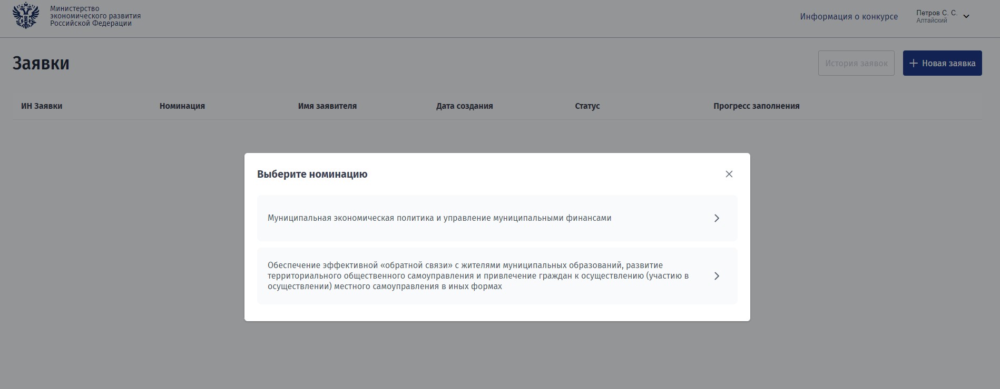 Министерство
экономического развития
Российской Федерации
Информация о конкурсе
Петров С. С.
Алтайский
Заявки
История заявок
Новая заявка
ИН Заявки Номинация Имя заявителя Дата создания Статус Прогресс заполнения
Выберите номинацию
Муниципальная экономическая политика и управление муниципальными финансами
Обеспечение эффективной «обратной связи» с жителями муниципальных образований, развитие
территориального общественного самоуправления и привлечение граждан к осуществлению (участию в
осуществлении) местного самоуправления в иных формах